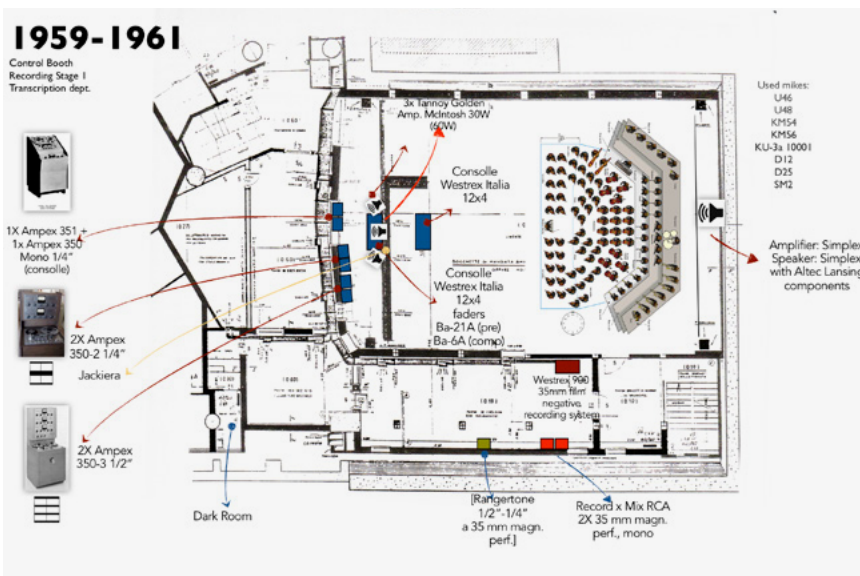 1959-1961
Control Booth
Recording Stage I
Transcription dept.
3x Tannoy Golden
Amp. McIntosh 30W
(60W)
Used mikes:
U46
U48
KM54
KM56
KU-3a 10001
D12
D25
SM2
Consolle
Westrex Italia
12x4
1X Ampex 351 +
1x Ampex 350
Mono 1/4"
(consolle)
Amplifier: Simplex
Speaker: Simplex
with Altec Lansing
components
Consolle
Westrex Italia
12x4
faders
Ba-21A (pre)
Ba-6A (comp)
2X Ampex
350-2 1/4"
Jackiera
Westrex 900
35mm film
negative
recording system
2X Ampex
350-3 1/2"
Dark Room
[Rangertone
1/2"-1/4"
a 35 mm magn.
perf.]
Record x Mix RCA
2X 35 mm magn.
perf., mono